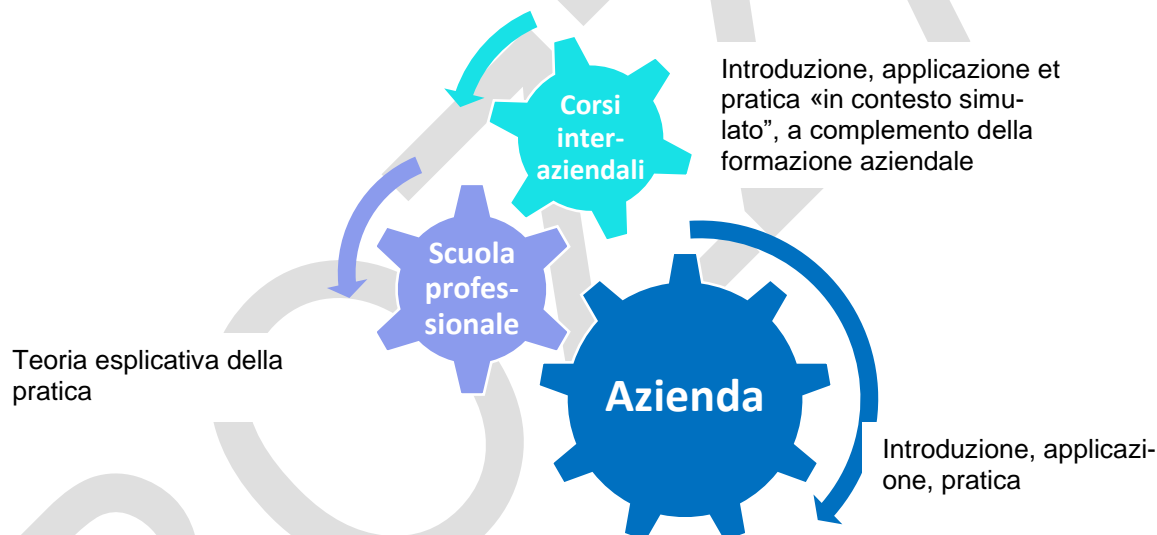 Corsi
inter-
aziendali
Introduzione, applicazione et
pratica «in contesto simu-
lato”, a complemento della
formazione aziendale
Scuola
profes-
sionale
Teoria esplicativa della
pratica
Azienda
Introduzione, applicazi-
one, pratica